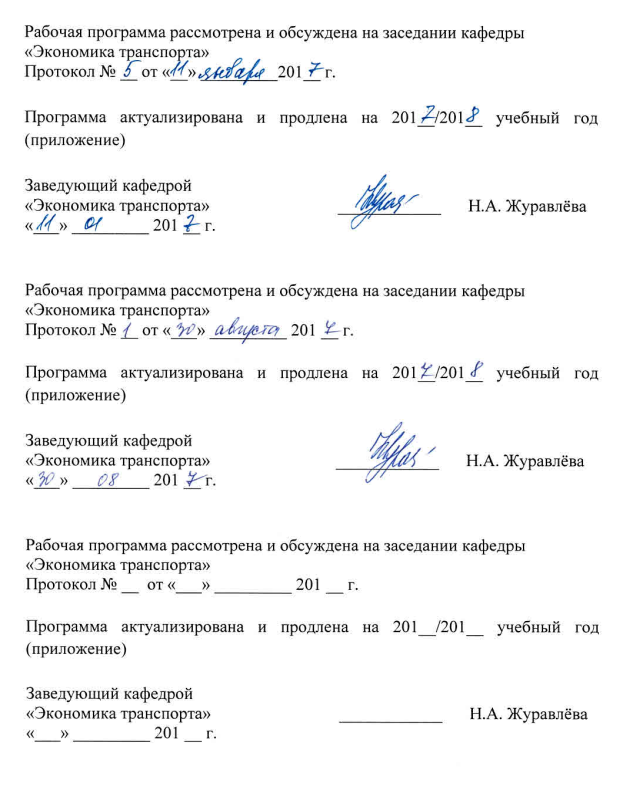 Рабочая программа рассмотрена и обсуждена на заседании кафедры
«Экономика транспорта»
Протокол № 5 от «11» января 2017 г.
Программа актуализирована и продлена на 2017/2018 учебный год
(приложение)
Заведующий кафедрой
«Экономика транспорта» Н.А. Журавлёва
«11» 01 2017 г.
Рабочая программа рассмотрена и обсуждена на заседании кафедры
«Экономика транспорта»
Протокол № 1 от «30» августа 2017 г.
Программа актуализирована и продлена на 2017/2018 учебный год
(приложение)
Заведующий кафедрой
«Экономика транспорта» Н.А. Журавлёва
«30» 08 2017 г.
Рабочая программа рассмотрена и обсуждена на заседании кафедры
«Экономика транспорта»
Протокол № __ от «___» _________ 201 __ г.
Программа актуализирована и продлена на 201__/201__ учебный год
(приложение)
Заведующий кафедрой
«Экономика транспорта» ____________ Н.А. Журавлёва
«___» _________ 201 __ г.